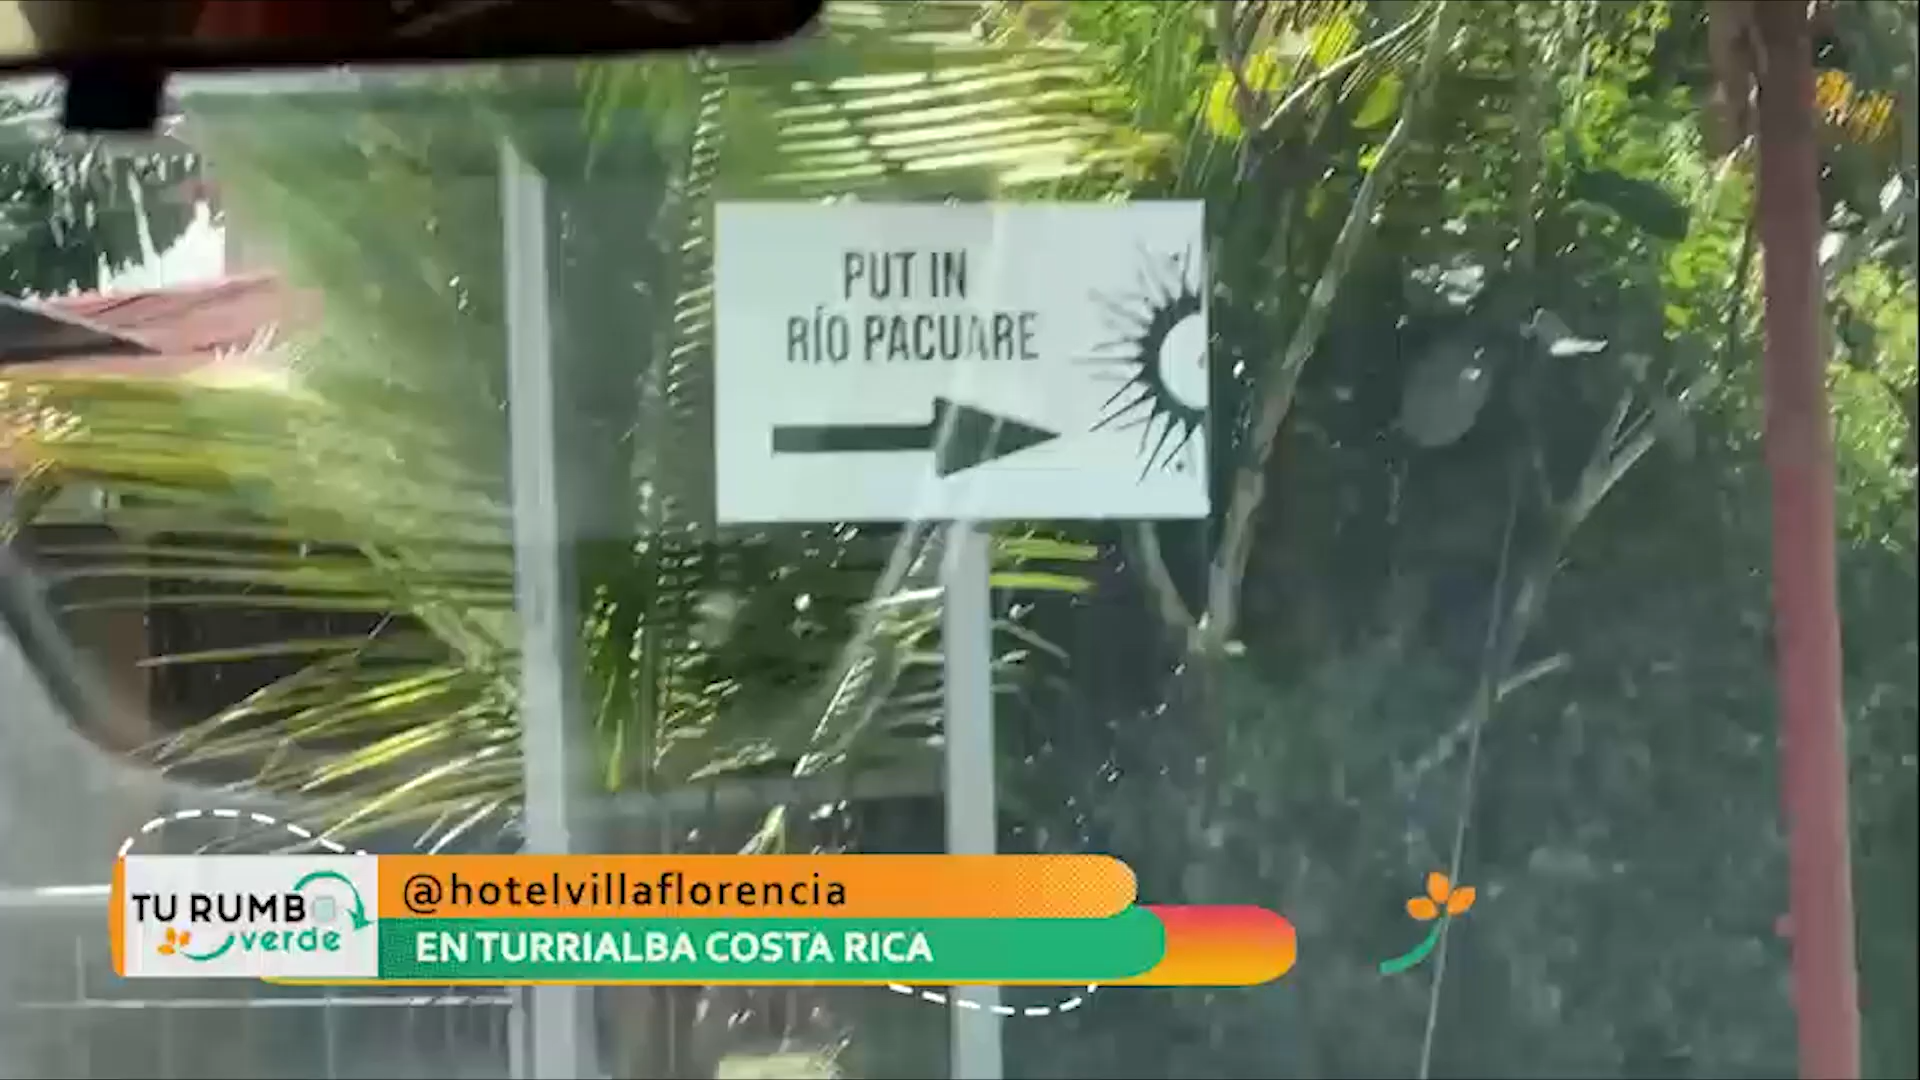 PUT IN
RÍO PACUARE
TU RUMBO
verde
@hotelvillaflorencia
EN TURRIALBA COSTA RICA